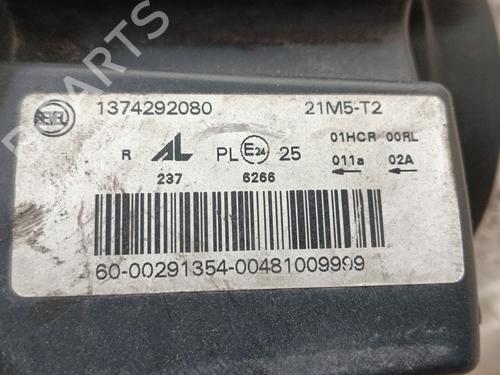 1374292080 21M5-T2
R AL PL E24 25 01HCR 00RL
237 6266 011a 02A
60-00291354-00481009999